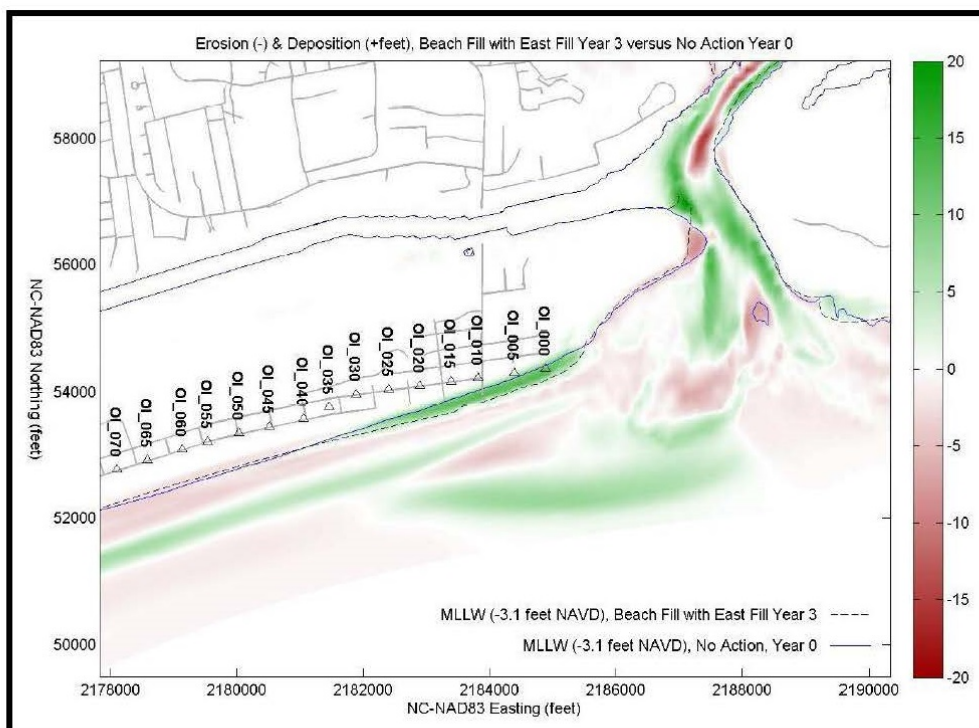 Erosion (-) & Deposition (+feet), Beach Fill with East Fill Year 3 versus No Action Year 0
NC-NAD83 Northing (feet)
58000
56000
54000
52000
50000
OI_070
OI_065
OI_060
OI_055
OI_050
OI_045
OI_040
OI_035
OI_030
OI_025
OI_020
OI_015
OI_010
OI_005
OI_000
MLLW (-3.1 feet NAVD), Beach Fill with East Fill Year 3
MLLW (-3.1 feet NAVD), No Action, Year 0
2178000
2180000
2182000
2184000
2186000
2188000
2190000
NC-NAD83 Easting (feet)
20
15
10
5
0
-5
-10
-15
-20